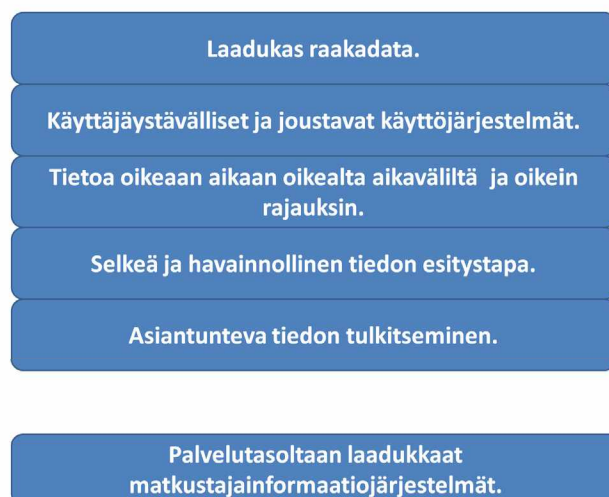 Laadukas raakadata.
Käyttäjäystävälliset ja joustavat käyttöjärjestelmät.
Tietoa oikeaan aikaan oikealta aikaväliltä ja oikein
rajauksin.
Selkeä ja havainnollinen tiedon esitystapa.
Asiantunteva tiedon tulkitseminen.
Palvelutasoltaan laadukkaat
matkustajainformaatiojärjestelmät.